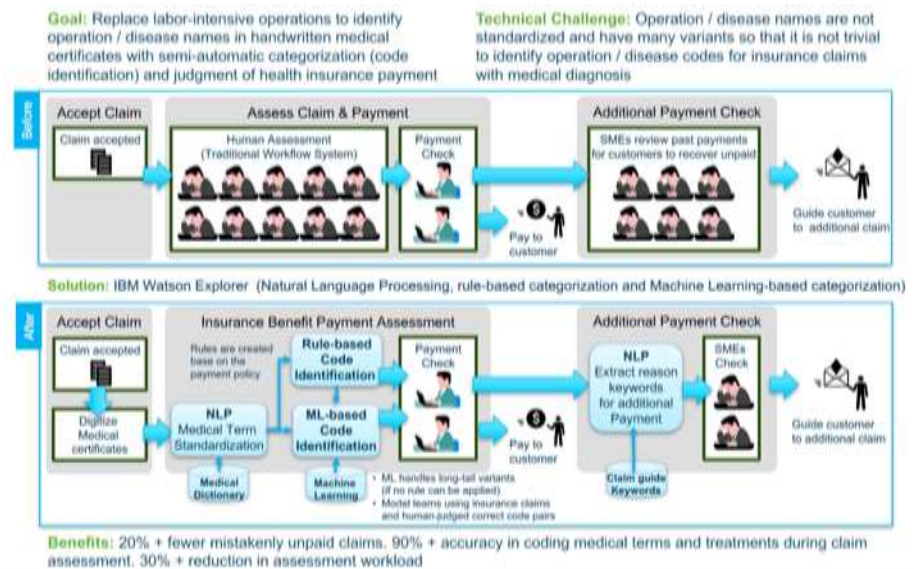 Goal: Replace labor-intensive operations to identify
operation / disease names in handwritten medical
certificates with semi-automatic categorization (code
identification) and judgment of health insurance payment
Technical Challenge: Operation / disease names are not
standardized and have many variants so that it is not trivial
to identify operation / disease codes for insurance claims
with medical diagnosis
Before
Accept Claim
Claim accepted
Assess Claim & Payment
Human Assessment
(Traditional Workflow System)
Payment
Check
Pay to
customer
Additional Payment Check
SMEs review past payments
for customers to recover unpaid
Guide customer
to additional claim
Solution: IBM Watson Explorer (Natural Language Processing, rule-based categorization and Machine Learning-based categorization)
After
Accept Claim
Claim accepted
Digitize
Medical
certificates
Insurance Benefit Payment Assessment
Rules are created
base on the
payment policy
Rule-based
Code
Identification
NLP
Medical Term
Standardization
ML-based
Code
Identification
Medical
Dictionary
Machine
Learning
• ML handles long-tail variants
(if no rule can be applied)
• Model learns using insurance claims
and human-judged correct code pairs
Payment
Check
$
Pay to
customer
Additional Payment Check
NLP
Extract reason
keywords
for additional
Payment
Claim guide
Keywords
SMEs
Check
Guide customer
to additional claim
Benefits: 20% + fewer mistakenly unpaid claims. 90% + accuracy in coding medical terms and treatments during claim
assessment. 30% + reduction in assessment workload